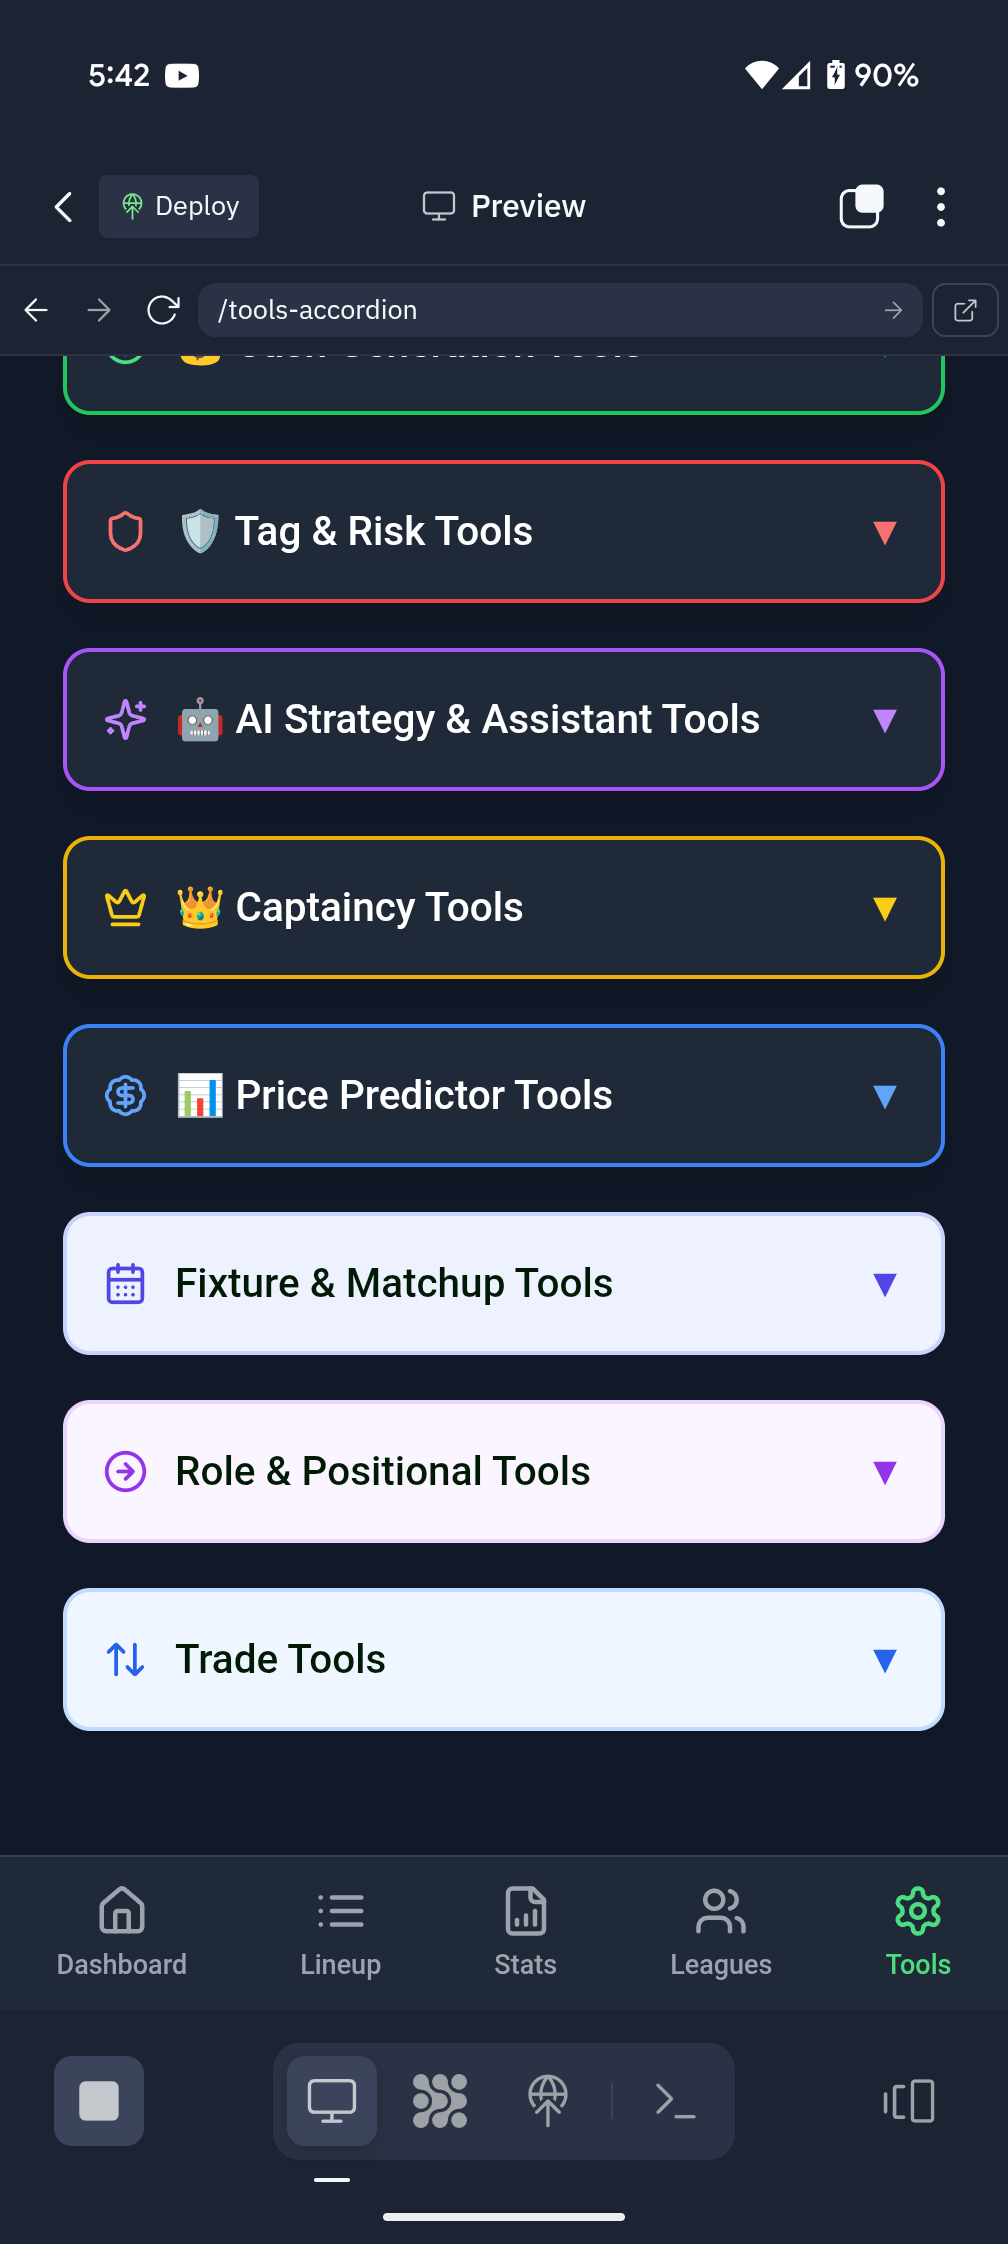 5:42
90%
Deploy
Preview
/tools-accordion
Tools
Tag & Risk Tools
AI Strategy & Assistant Tools
Captaincy Tools
Price Predictor Tools
Fixture & Matchup Tools
Role & Positional Tools
Trade Tools
Dashboard
Lineup
Stats
Leagues
Tools